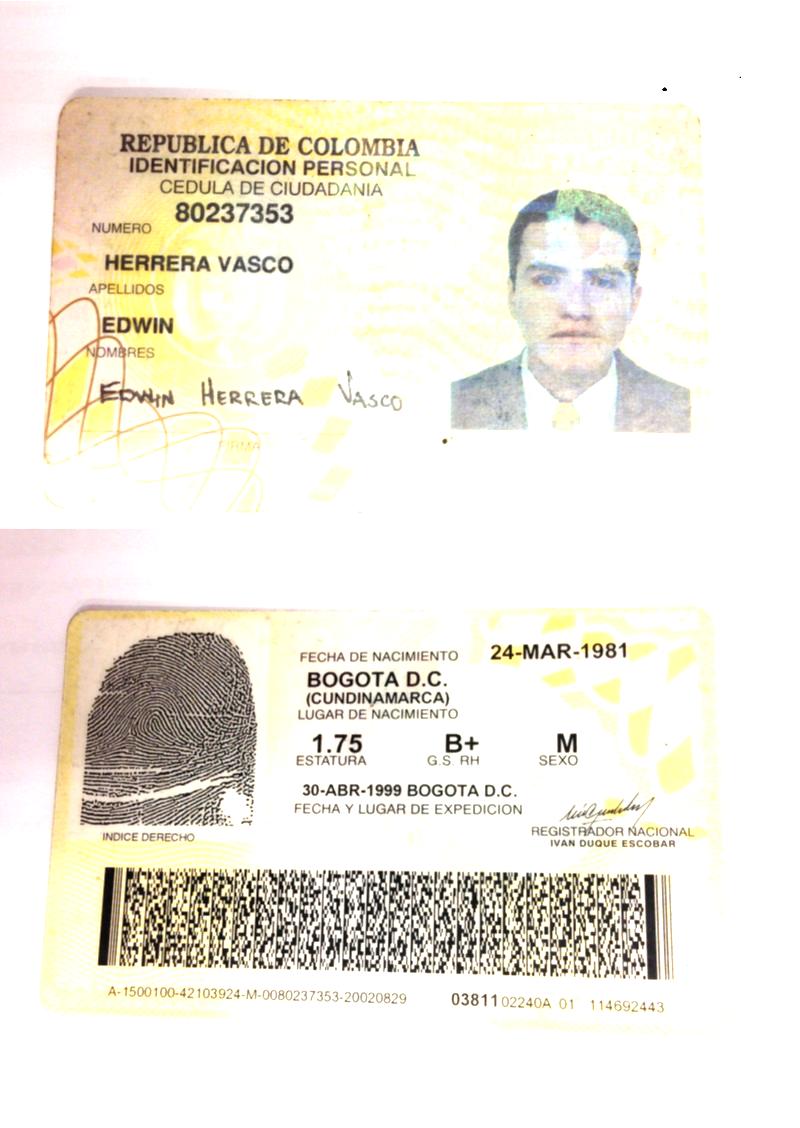 REPUBLICA DE COLOMBIA
IDENTIFICACION PERSONAL
CEDULA DE CIUDADANIA
NUMERO 80237353
HERRERA VASCO
APELLIDOS
EDWIN
NOMBRES
EDWIN HERRERA VASCO
FIRMA
FECHA DE NACIMIENTO 24-MAR-1981
BOGOTA D.C.
(CUNDINAMARCA)
LUGAR DE NACIMIENTO
1.75 B+ M
ESTATURA G.S. RH SEXO
30-ABR-1999 BOGOTA D.C.
FECHA Y LUGAR DE EXPEDICION
INDICE DERECHO
REGISTRADOR NACIONAL
IVAN DUQUE ESCOBAR
A-1500100-42103924-M-0080237353-20020829 03811 02240A 01 114692443